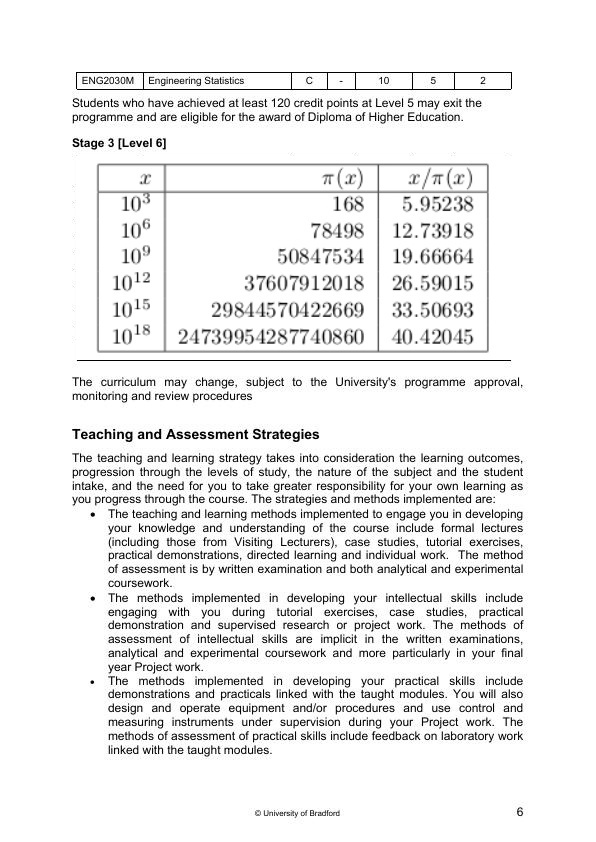 ENG2030M Engineering Statistics C - 10 5 2
Students who have achieved at least 120 credit points at Level 5 may exit the
programme and are eligible for the award of Diploma of Higher Education.
Stage 3 [Level 6]
x π(x) x/π(x)
10³ 168 5.95238
10⁶ 78498 12.73918
10⁹ 50847534 19.66664
10¹² 37607912018 26.59015
10¹⁵ 29844570422669 33.50693
10¹⁸ 24739954287740860 40.42045
The curriculum may change, subject to the University's programme approval,
monitoring and review procedures
Teaching and Assessment Strategies
The teaching and learning strategy takes into consideration the learning outcomes,
progression through the levels of study, the nature of the subject and the student
intake, and the need for you to take greater responsibility for your own learning as
you progress through the course. The strategies and methods implemented are:
• The teaching and learning methods implemented to engage you in developing
your knowledge and understanding of the course include formal lectures
(including those from Visiting Lecturers), case studies, tutorial exercises,
practical demonstrations, directed learning and individual work. The method
of assessment is by written examination and both analytical and experimental
coursework.
• The methods implemented in developing your intellectual skills include
engaging with you during tutorial exercises, case studies, practical
demonstration and supervised research or project work. The methods of
assessment of intellectual skills are implicit in the written examinations,
analytical and experimental coursework and more particularly in your final
year Project work.
• The methods implemented in developing your practical skills include
demonstrations and practicals linked with the taught modules. You will also
design and operate equipment and/or procedures and use control and
measuring instruments under supervision during your Project work. The
methods of assessment of practical skills include feedback on laboratory work
linked with the taught modules.
© University of Bradford 6